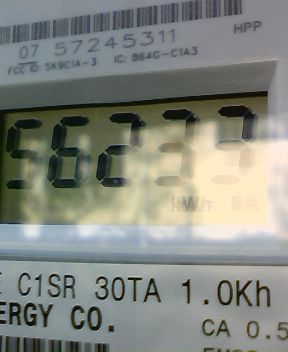 07 57245311
HPP
FCC ID: SK9C1A-3 IC: 864G-C1A3
56233
kWh
C1SR 30TA 1.0Kh
ERGY CO.
CA 0.5